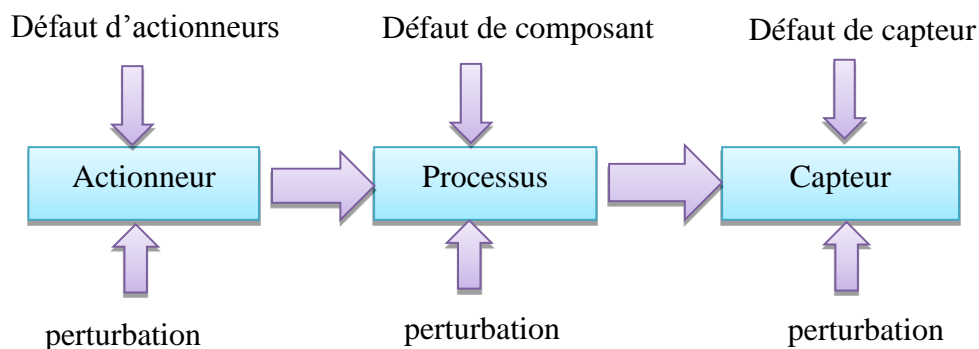 Défaut d’actionneurs
Défaut de composant
Défaut de capteur
Actionneur
Processus
Capteur
perturbation
perturbation
perturbation